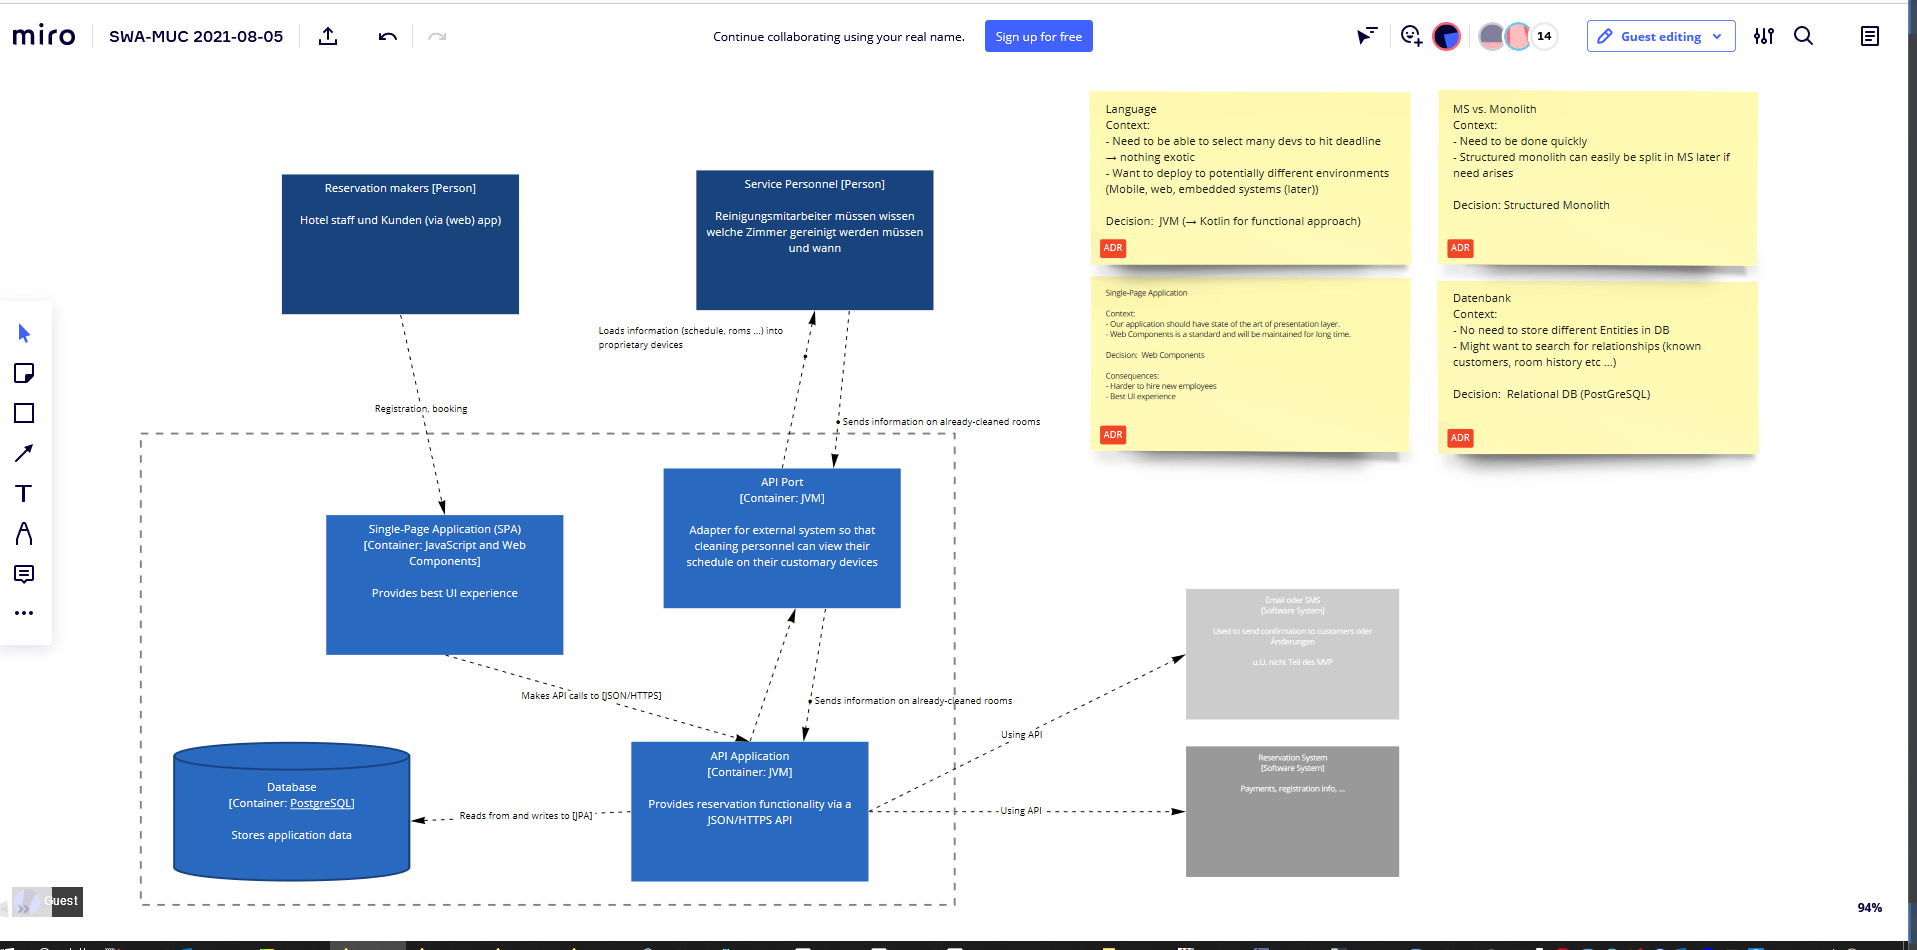 miro
SWA-MUC 2021-08-05
Continue collaborating using your real name.
Sign up for free
14
Guest editing
Reservation makers [Person]
Hotel staff und Kunden (via (web) app)
Service Personnel [Person]
Reinigungsmitarbeiter müssen wissen
welche Zimmer gereinigt werden müssen
und wann
Language
Context:
- Need to be able to select many devs to hit deadline
→ nothing exotic
- Want to deploy to potentially different environments
(Mobile, web, embedded systems (later))
Decision: JVM (→ Kotlin for functional approach)
ADR
MS vs. Monolith
Context:
- Need to be done quickly
- Structured monolith can easily be split in MS later if
need arises
Decision: Structured Monolith
ADR
Single-Page Application
Context:
- Our application should have state of the art of presentation layer.
- Web Components is a standard and will be maintained for long time.
Decision: Web Components
Consequences:
- Harder to hire new employees
- Best UI experience
ADR
Datenbank
Context:
- No need to store different Entities in DB
- Might want to search for relationships (known
customers, room history etc ...)
Decision: Relational DB (PostGreSQL)
ADR
Loads information (schedule, roms ...) into
proprietary devices
Registration, booking
Sends information on already-cleaned rooms
API Port
[Container: JVM]
Adapter for external system so that
cleaning personnel can view their
schedule on their customary devices
Single-Page Application (SPA)
[Container: JavaScript and Web
Components]
Provides best UI experience
Makes API calls to [JSON/HTTPS]
Sends information on already-cleaned rooms
Email oder SMS
[Software System]
Used to send confirmation to customers oder
Änderungen
u.U. nicht Teil des MVP
Using API
Reservation System
[Software System]
Payments, registration info, ...
Using API
API Application
[Container: JVM]
Provides reservation functionality via a
JSON/HTTPS API
Reads from and writes to [JPA]
Database
[Container: PostgreSQL]
Stores application data
Guest
94%